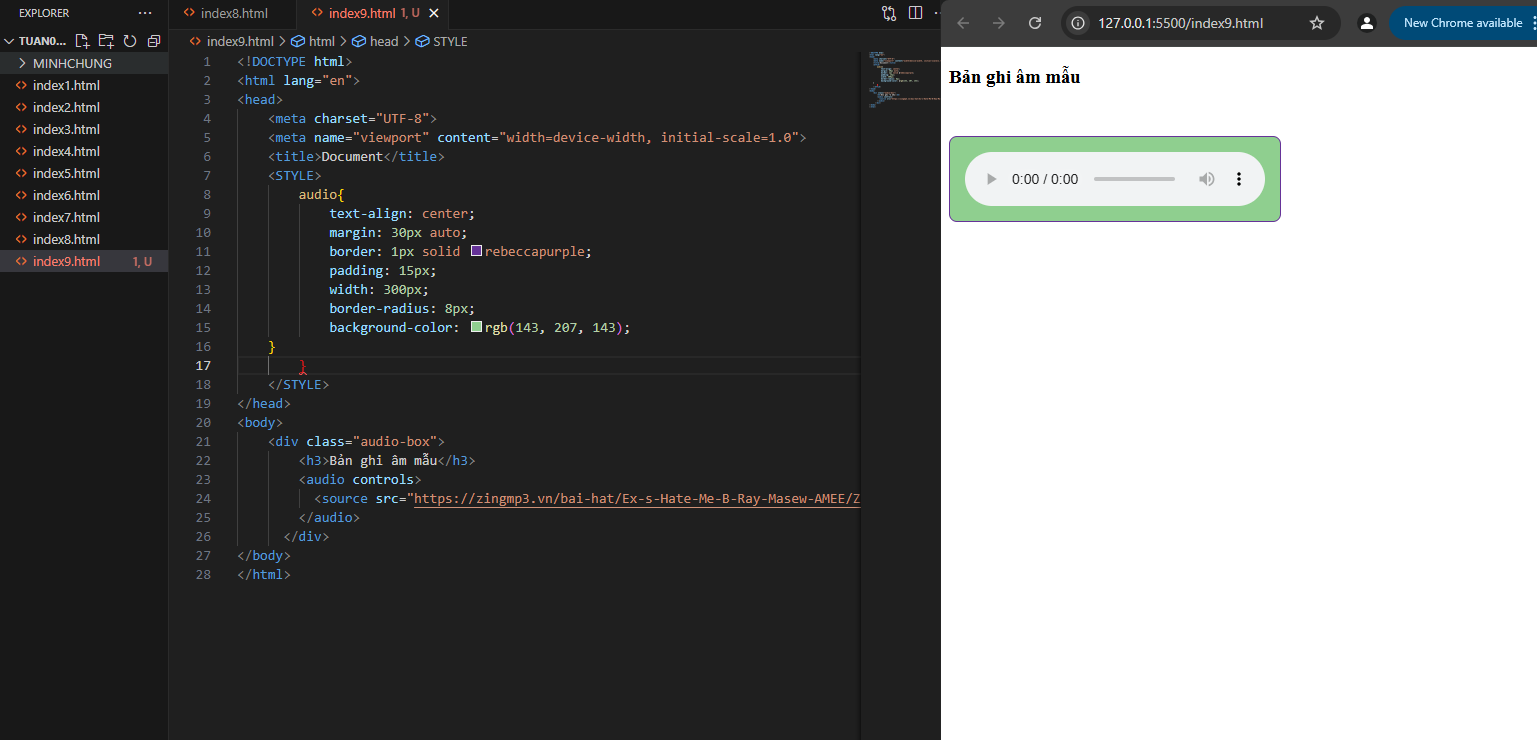 EXPLORER ···
TUAN0...
MINHCHUNG
index1.html
index2.html
index3.html
index4.html
index5.html
index6.html
index7.html
index8.html
index9.html 1, U
index8.html
index9.html 1, U
index9.html > html > head > STYLE
1 <!DOCTYPE html>
2 <html lang="en">
3 <head>
4 <meta charset="UTF-8">
5 <meta name="viewport" content="width=device-width, initial-scale=1.0">
6 <title>Document</title>
7 <STYLE>
8 audio{
9 text-align: center;
10 margin: 30px auto;
11 border: 1px solid rebeccapurple;
12 padding: 15px;
13 width: 300px;
14 border-radius: 8px;
15 background-color: rgb(143, 207, 143);
16 }
17 }
18 </STYLE>
19 </head>
20 <body>
21 <div class="audio-box">
22 <h3>Bản ghi âm mẫu</h3>
23 <audio controls>
24 <source src="https://zingmp3.vn/bai-hat/Ex-s-Hate-Me-B-Ray-Masew-AMEE/Z
25 </audio>
26 </div>
27 </body>
28 </html>
127.0.0.1:5500/index9.html
New Chrome available
Bản ghi âm mẫu
0:00 / 0:00